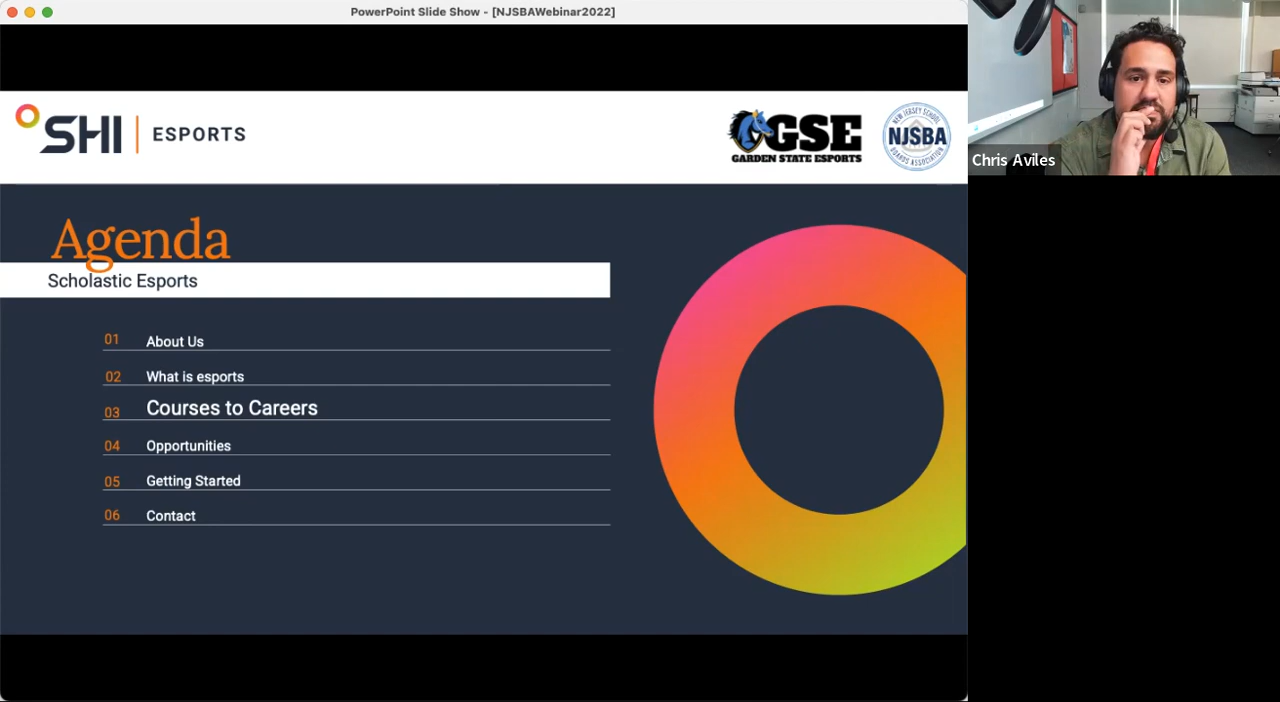 PowerPoint Slide Show - [NJSBAWebinar2022]
SHI | ESPORTS
GSE
GARDEN STATE ESPORTS
NEW JERSEY SCHOOL
NJSBA
BOARDS ASSOCIATION
Chris Aviles
Agenda
Scholastic Esports
01 About Us
02 What is esports
03 Courses to Careers
04 Opportunities
05 Getting Started
06 Contact